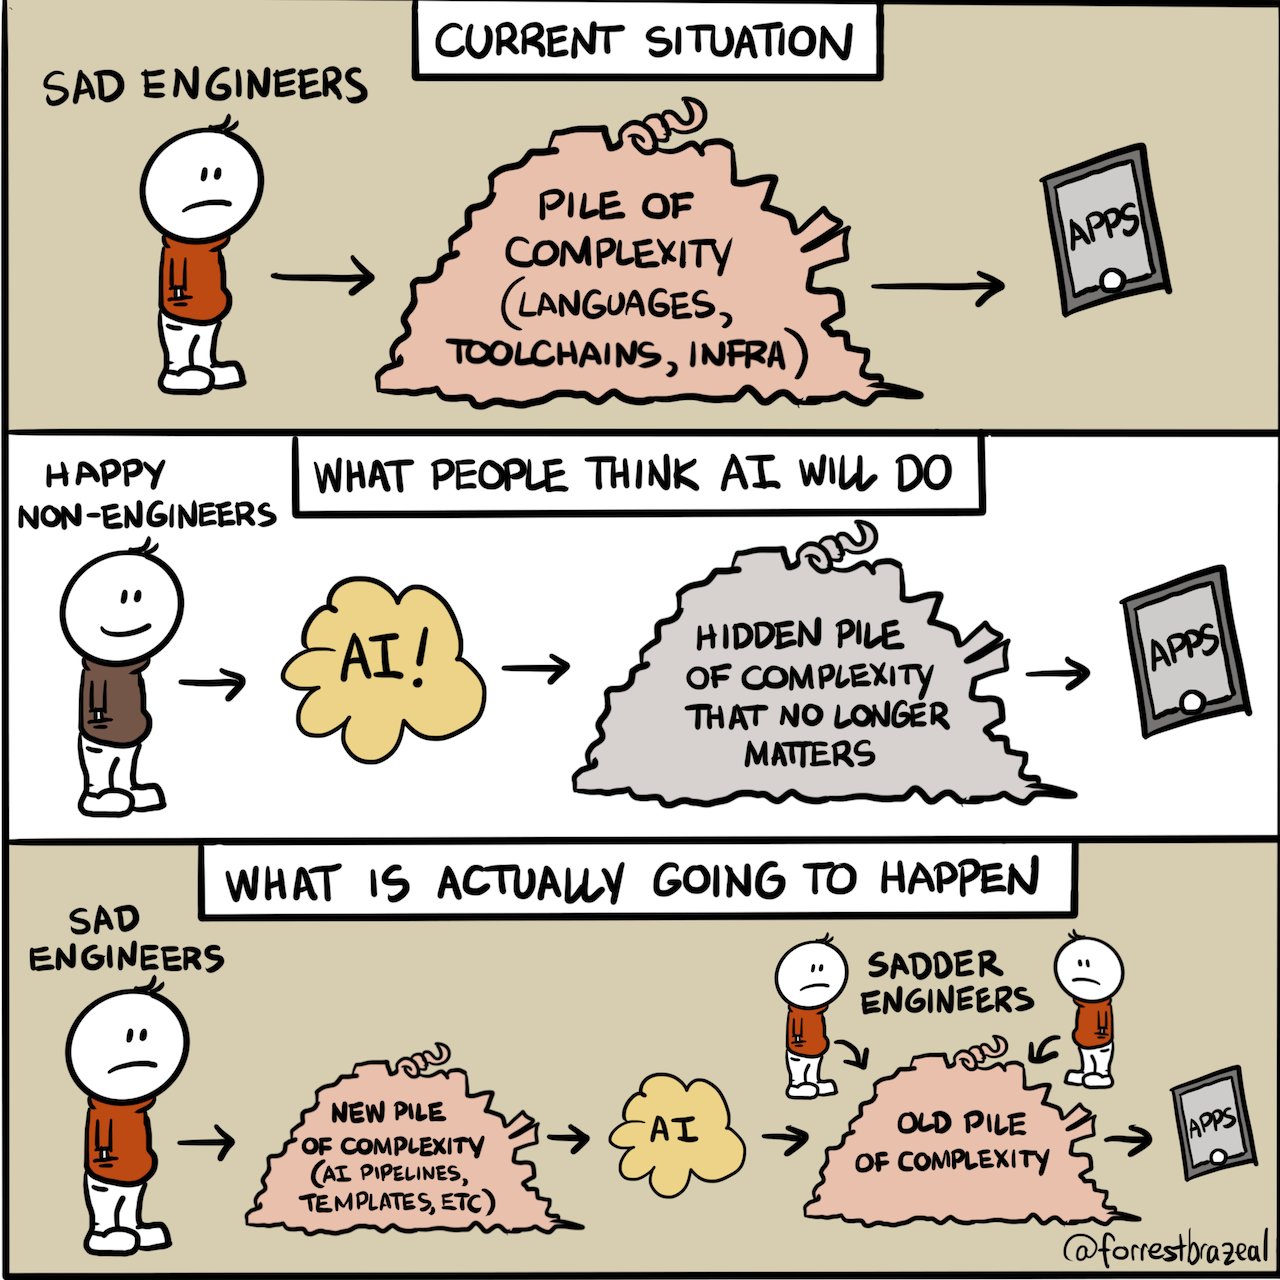 CURRENT SITUATION
SAD ENGINEERS
PILE OF
COMPLEXITY
(LANGUAGES,
TOOLCHAINS, INFRA)
APPS
WHAT PEOPLE THINK AI WILL DO
HAPPY
NON-ENGINEERS
AI!
HIDDEN PILE
OF COMPLEXITY
THAT NO LONGER
MATTERS
APPS
WHAT IS ACTUALLY GOING TO HAPPEN
SAD
ENGINEERS
NEW PILE
OF COMPLEXITY
(AI PIPELINES,
TEMPLATES, ETC)
AI
SADDER
ENGINEERS
OLD PILE
OF COMPLEXITY
APPS
@forrestbrazeal